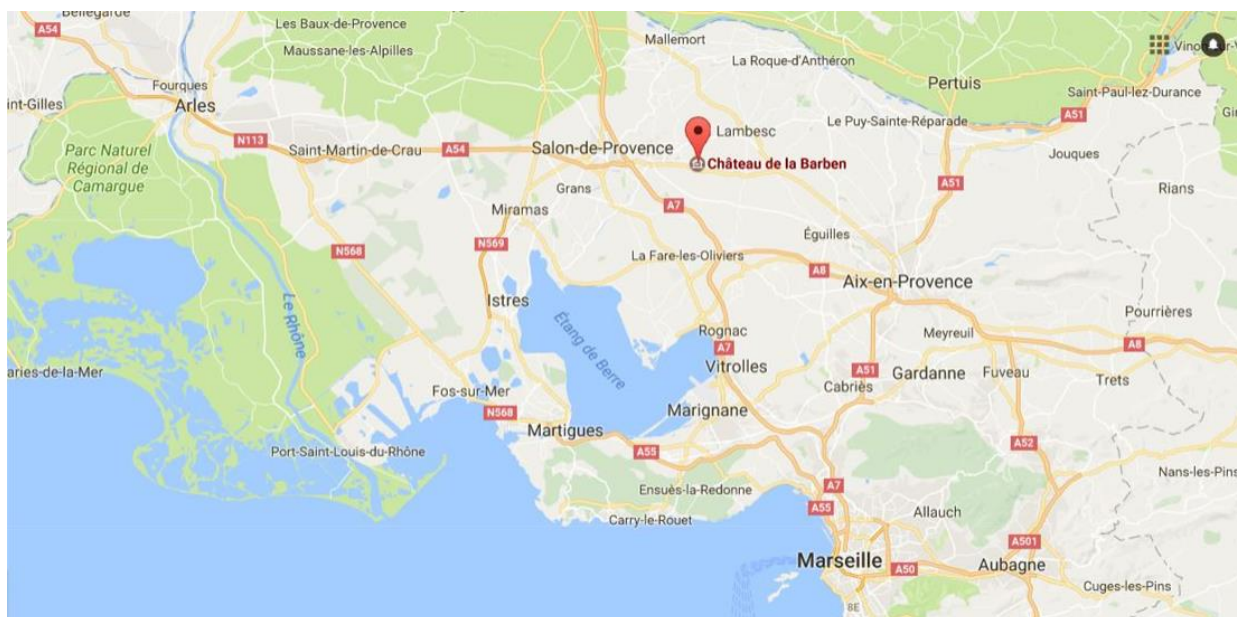 Bellegarde
A54
Les Baux-de-Provence
Maussane-les-Alpilles
Mallemort
La Roque-d'Anthéron
Pertuis
Saint-Paul-lez-Durance
Fourques
Arles
int-Gilles
N113
Saint-Martin-de-Crau
A54
Salon-de-Provence
Lambesc
Château de la Barben
Le Puy-Sainte-Réparade
A51
Jouques
Parc Naturel
Régional de
Camargue
Grans
Miramas
A7
A51
Rians
N568
N569
La Fare-les-Oliviers
Éguilles
A8
Aix-en-Provence
Le Rhône
Istres
Étang de Berre
Rognac
A7
Vitrolles
Meyreuil
Pourrières
A8
aries-de-la-Mer
Fos-sur-Mer
N568
Martigues
Marignane
A51
Cabriès
Gardanne
Fuveau
Trets
Port-Saint-Louis-du-Rhône
A55
A52
Nans-les-Pins
Ensuès-la-Redonne
Carry-le-Rouet
A7
A55
Allauch
A501
Marseille
A50
Aubagne
Cuges-les-Pins
8E